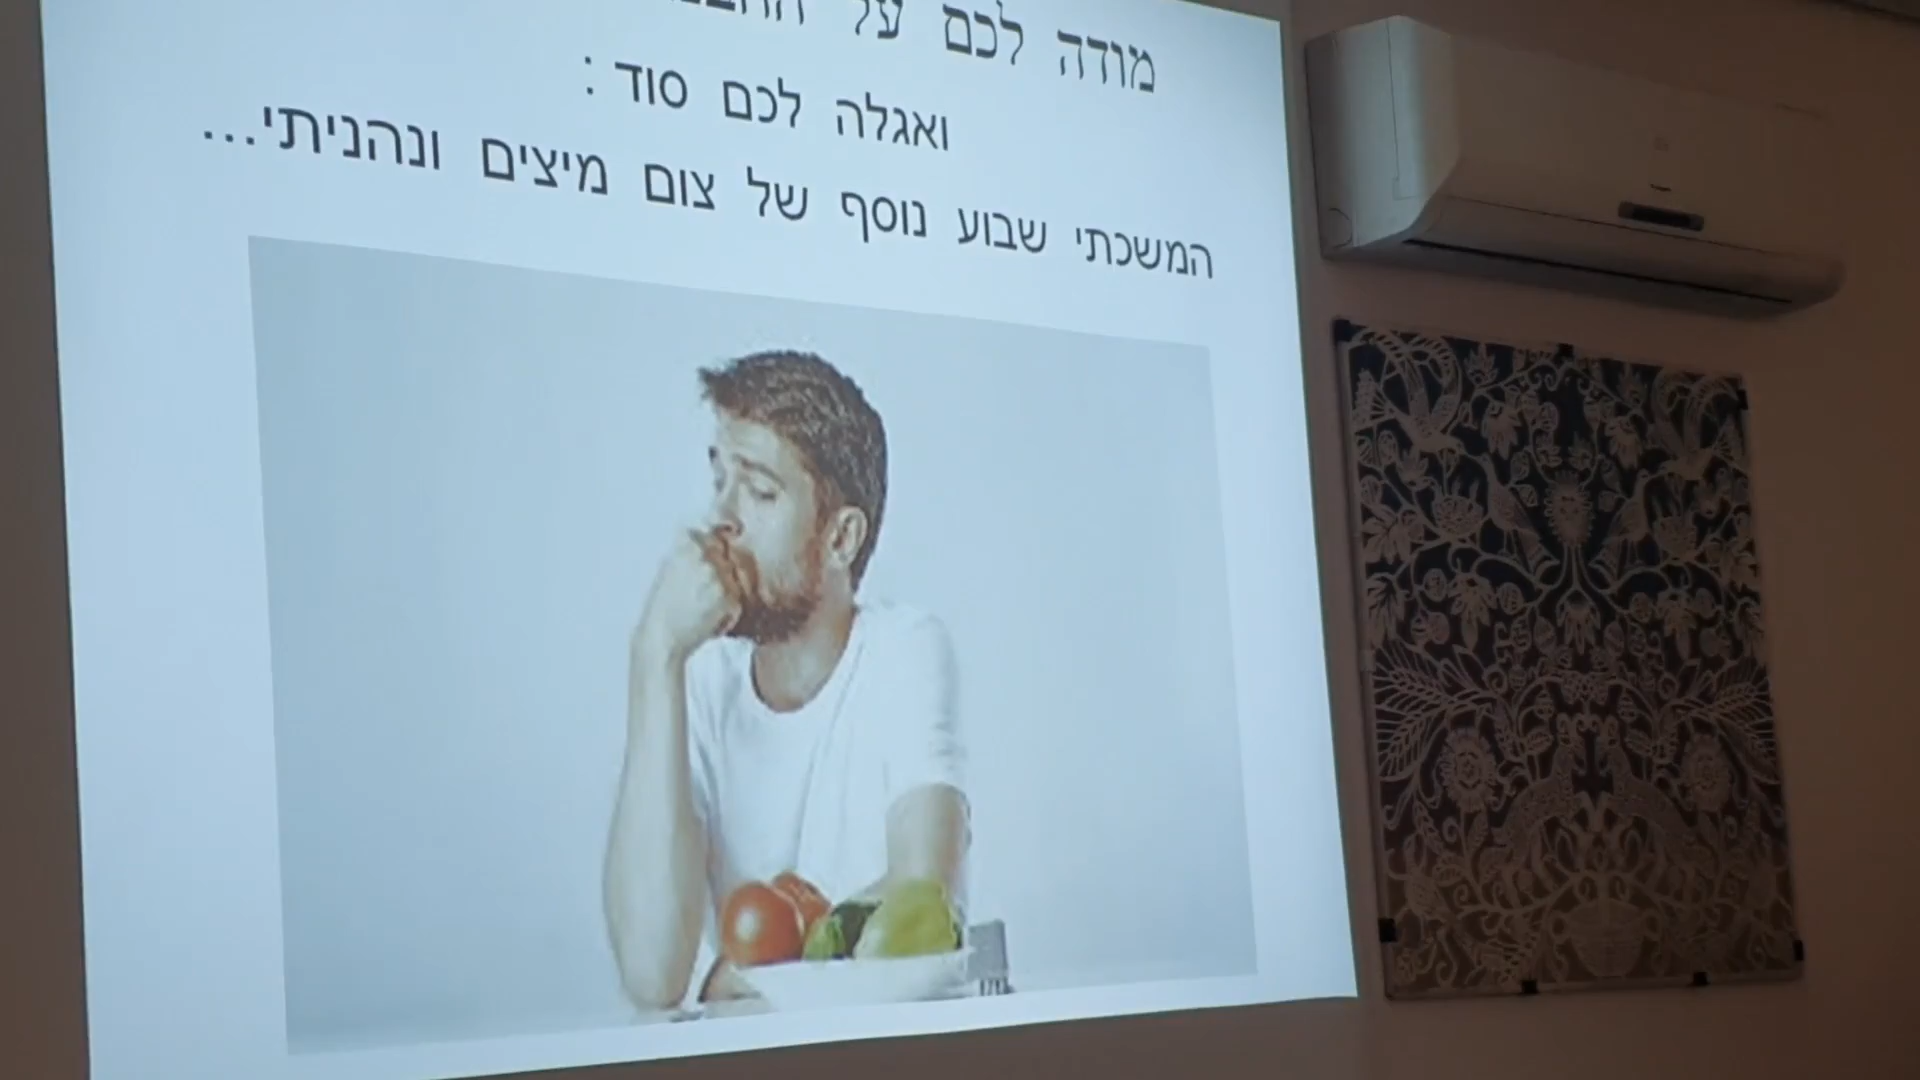 מודה לכם על
ואגלה לכם סוד :
המשכתי שבוע נוסף של צום מיצים ונהניתי...